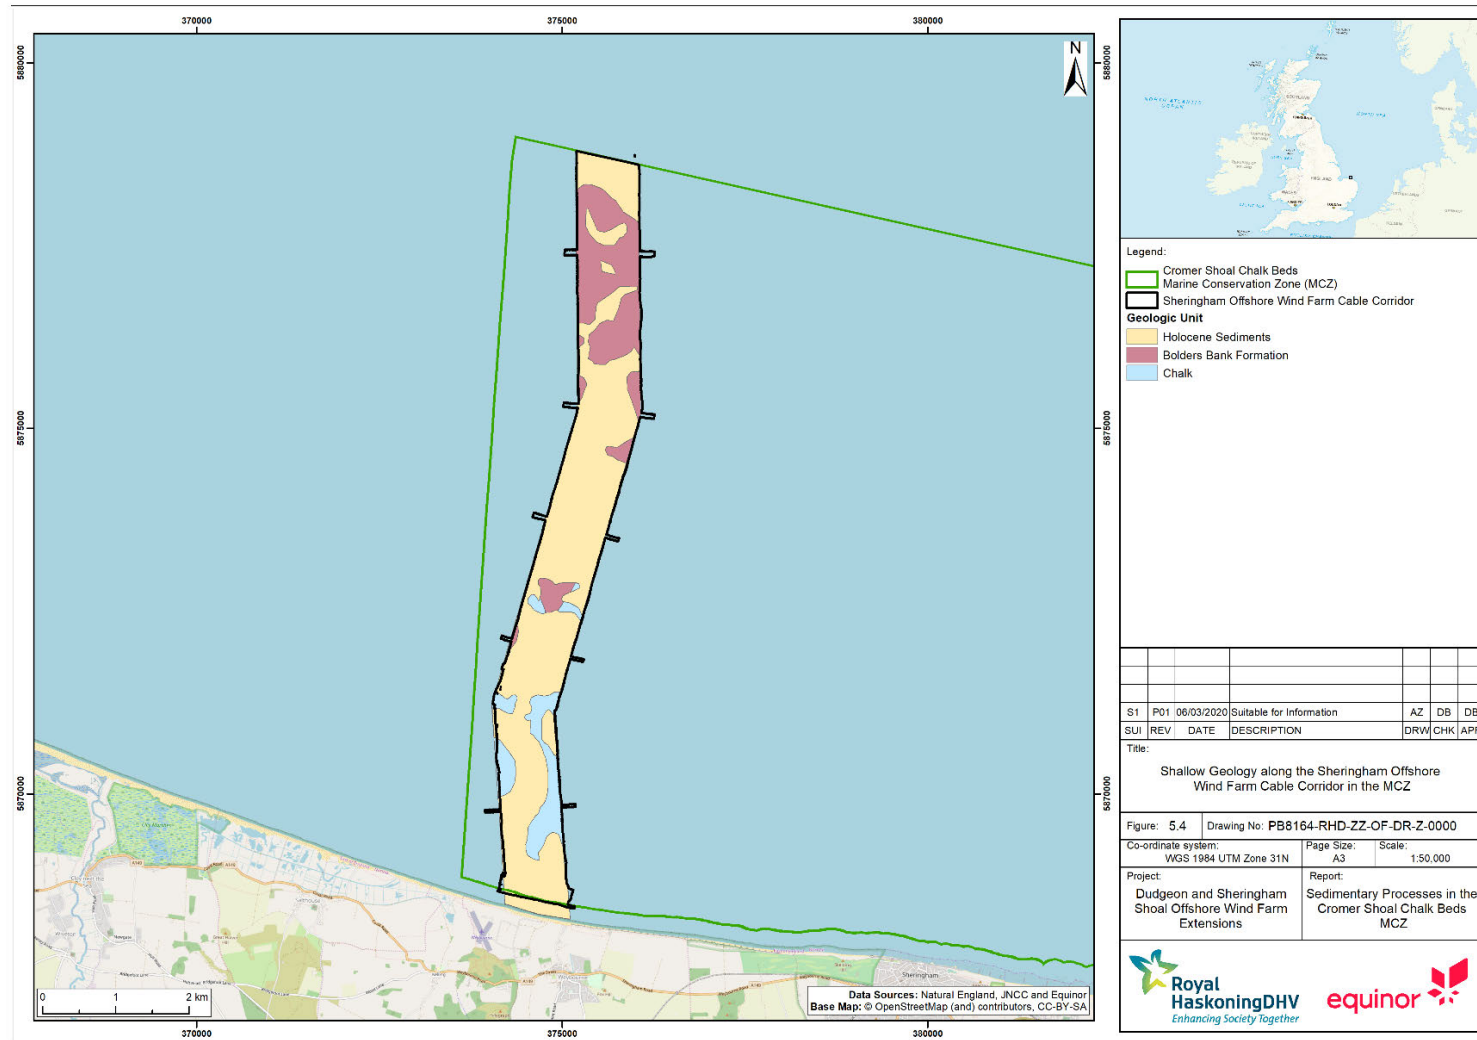 370000
375000
380000
5880000
5880000
N
5875000
5875000
5870000
5870000
Sheringham
0
1
2 km
Data Sources: Natural England, JNCC and Equinor
Base Map: © OpenStreetMap (and) contributors, CC-BY-SA
370000
375000
380000
Legend:
Cromer Shoal Chalk Beds
Marine Conservation Zone (MCZ)
Sheringham Offshore Wind Farm Cable Corridor
Geologic Unit
Holocene Sediments
Bolders Bank Formation
Chalk
S1 P01 06/03/2020 Suitable for Information AZ DB DB
SUI REV DATE DESCRIPTION DRW CHK APP
Title:
Shallow Geology along the Sheringham Offshore
Wind Farm Cable Corridor in the MCZ
Figure: 5.4 Drawing No: PB8164-RHD-ZZ-OF-DR-Z-0000
Co-ordinate system: Page Size: Scale:
WGS 1984 UTM Zone 31N A3 1:50,000
Project: Report:
Dudgeon and Sheringham Sedimentary Processes in the
Shoal Offshore Wind Farm Cromer Shoal Chalk Beds
Extensions MCZ
Royal
HaskoningDHV
Enhancing Society Together
equinor